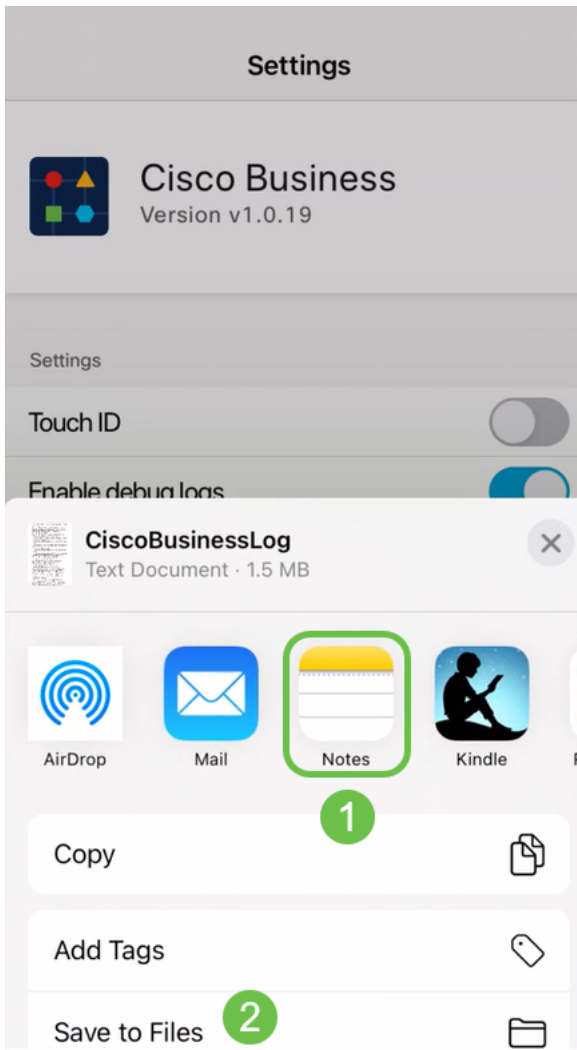 Settings
Cisco Business
Version v1.0.19
Settings
Touch ID
Enable debug logs
CiscoBusinessLog
Text Document · 1.5 MB
AirDrop
Mail
Notes
Kindle
1
Copy
Add Tags
Save to Files
2